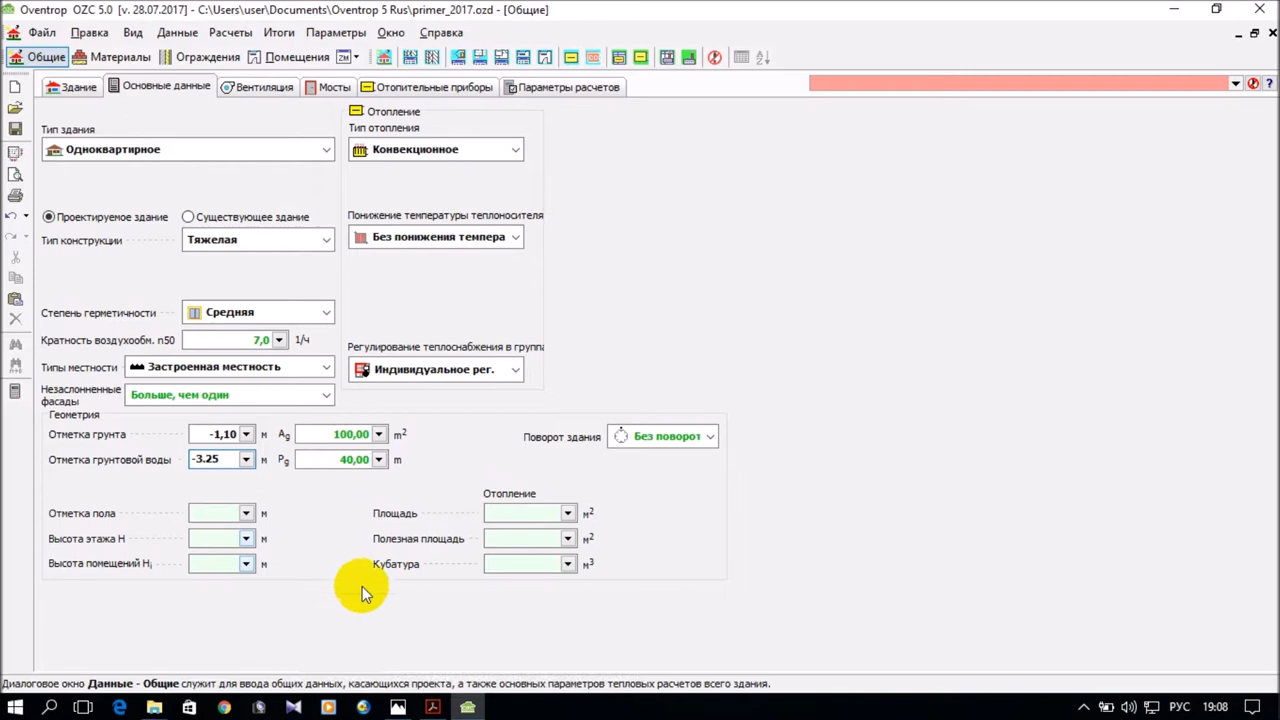 Oventrop OZC 5.0 [v. 28.07.2017] - C:\Users\user\Documents\Oventrop 5 Rus\primer_2017.ozd - [Общие]
Файл Правка Вид Данные Расчеты Итоги Параметры Окно Справка
Общие Материалы Ограждения Помещения
Здание Основные данные Вентиляция Мосты Отопительные приборы Параметры расчетов
Отопление
Тип здания Тип отопления
Одноквартирное Конвекционное
Проектируемое здание Существующее здание Понижение температуры теплоносителя
Тип конструкции Тяжелая Без понижения темпера
Степень герметичности Средняя
Кратность воздухообм. n50 7,0 1/ч
Регулирование теплоснабжения в группа
Типы местности Застроенная местность Индивидуальное рег.
Незаслонненные
фасады Больше, чем один
Геометрия
Отметка грунта -1,10 м Ag 100,00 m2 Поворот здания Без поворот
Отметка грунтовой воды -3.25 м Pg 40,00 m
Отопление
Отметка пола м Площадь м2
Высота этажа H м Полезная площадь м2
Высота помещений Hi м Кубатура м3
Диалоговое окно Данные - Общие служит для ввода общих данных, касающихся проекта, а также основных параметров тепловых расчетов всего здания.
РУС 19:08